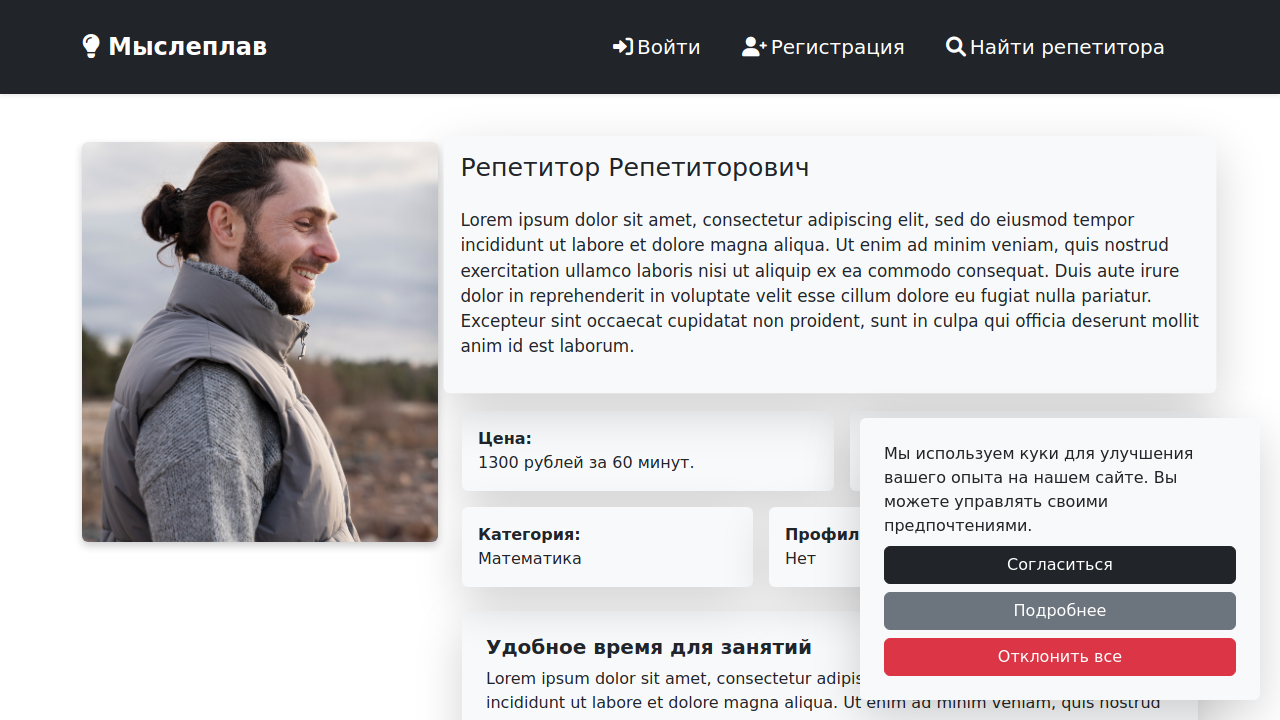 Мыслеплав
Войти
Регистрация
Найти репетитора
Репетитор Репетиторович
Lorem ipsum dolor sit amet, consectetur adipiscing elit, sed do eiusmod tempor
incididunt ut labore et dolore magna aliqua. Ut enim ad minim veniam, quis nostrud
exercitation ullamco laboris nisi ut aliquip ex ea commodo consequat. Duis aute irure
dolor in reprehenderit in voluptate velit esse cillum dolore eu fugiat nulla pariatur.
Excepteur sint occaecat cupidatat non proident, sunt in culpa qui officia deserunt mollit
anim id est laborum.
Цена:
1300 рублей за 60 минут.
Категория:
Математика
Профил
Нет
Удобное время для занятий
Lorem ipsum dolor sit amet, consectetur adipis
incididunt ut labore et dolore magna aliqua. Ut enim ad minim veniam, quis nostrud
Мы используем куки для улучшения
вашего опыта на нашем сайте. Вы
можете управлять своими
предпочтениями.
Согласиться
Подробнее
Отклонить все